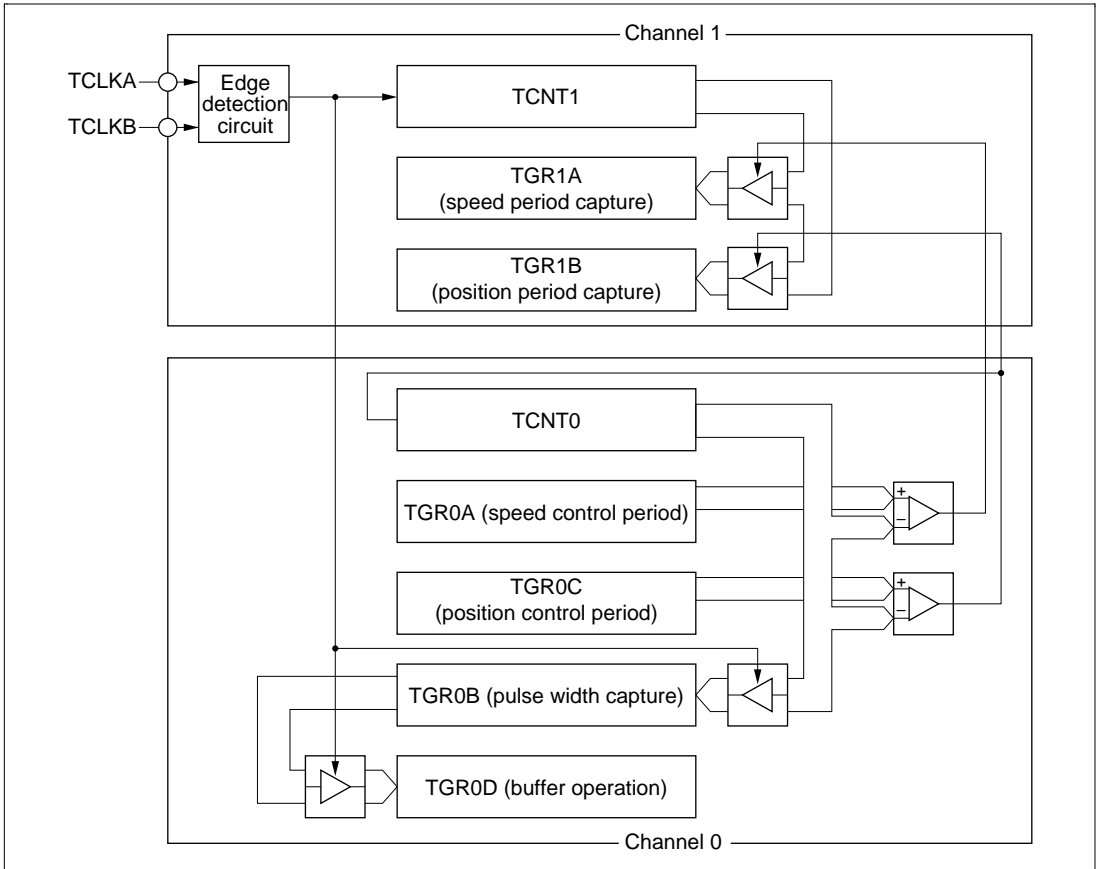 Channel 1
TCLKA
TCLKB
Edge
detection
circuit
TCNT1
TGR1A
(speed period capture)
TGR1B
(position period capture)
TCNT0
TGR0A (speed control period)
+
–
TGR0C
(position control period)
+
–
TGR0B (pulse width capture)
TGR0D (buffer operation)
Channel 0